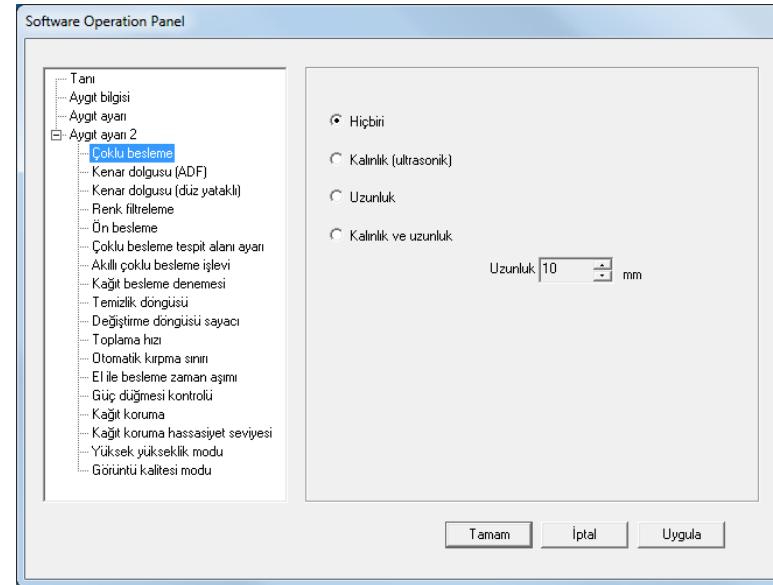 Software Operation Panel
Tanı
Aygıt bilgisi
Aygıt ayarı
Aygıt ayarı 2
Çoklu besleme
Kenar dolgusu (ADF)
Kenar dolgusu (düz yataklı)
Renk filtreleme
Ön besleme
Çoklu besleme tespit alanı ayarı
Akıllı çoklu besleme işlevi
Kağıt besleme denemesi
Temizlik döngüsü
Değiştirme döngüsü sayacı
Toplama hızı
Otomatik kırpma sınırı
El ile besleme zaman aşımı
Güç düğmesi kontrolü
Kağıt koruma
Kağıt koruma hassasiyet seviyesi
Yüksek yükseklik modu
Görüntü kalitesi modu
Hiçbiri
Kalınlık (ultrasonik)
Uzunluk
Kalınlık ve uzunluk
Uzunluk 10 mm
Tamam İptal Uygula